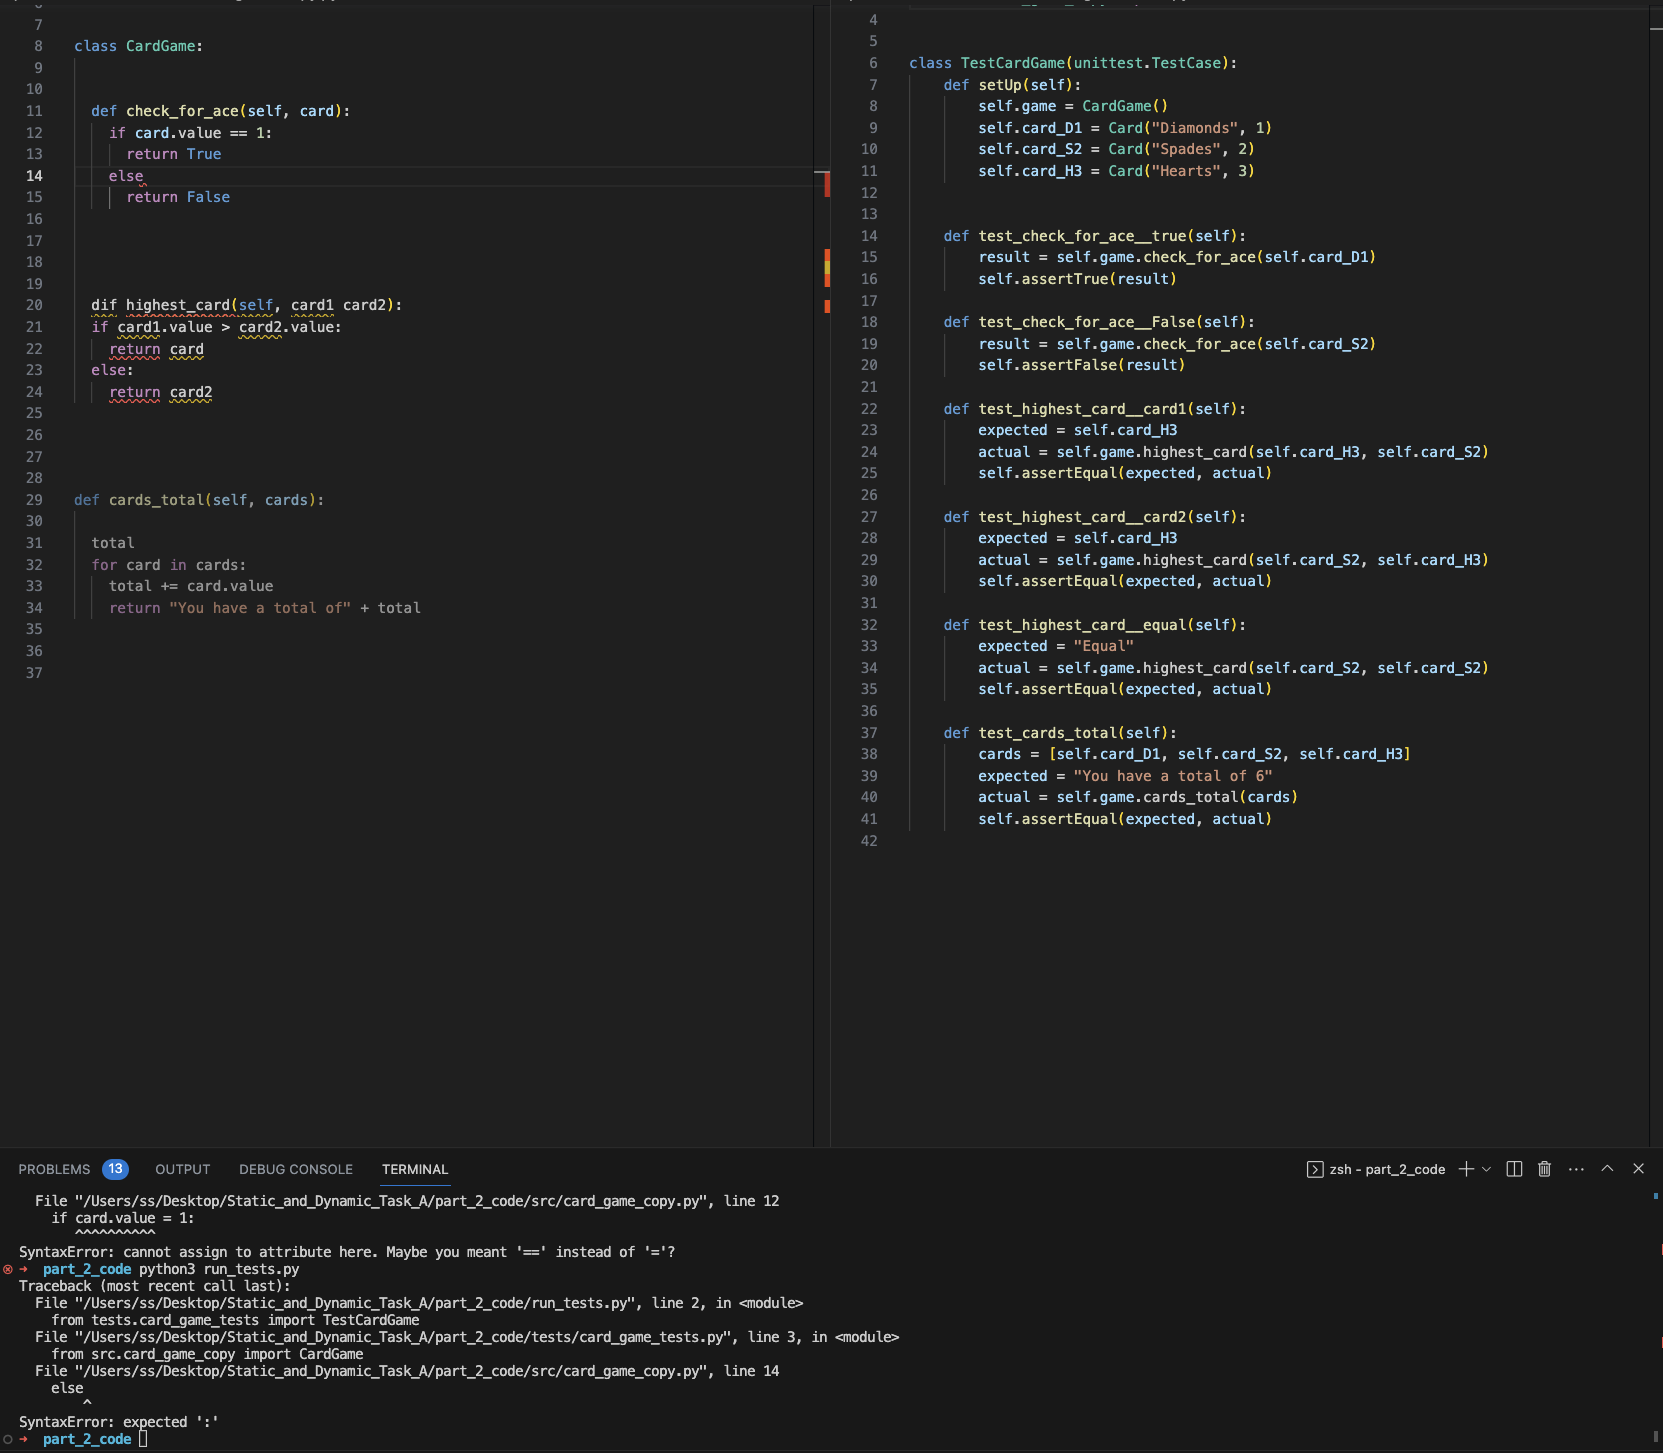 7
8 class CardGame:
9
10
11 def check_for_ace(self, card):
12 if card.value == 1:
13 return True
14 else
15 return False
16
17
18
19
20 dif highest_card(self, card1 card2):
21 if card1.value > card2.value:
22 return card
23 else:
24 return card2
25
26
27
28
29 def cards_total(self, cards):
30
31 total
32 for card in cards:
33 total += card.value
34 return "You have a total of" + total
35
36
37
4
5
6 class TestCardGame(unittest.TestCase):
7 def setUp(self):
8 self.game = CardGame()
9 self.card_D1 = Card("Diamonds", 1)
10 self.card_S2 = Card("Spades", 2)
11 self.card_H3 = Card("Hearts", 3)
12
13
14 def test_check_for_ace__true(self):
15 result = self.game.check_for_ace(self.card_D1)
16 self.assertTrue(result)
17
18 def test_check_for_ace__False(self):
19 result = self.game.check_for_ace(self.card_S2)
20 self.assertFalse(result)
21
22 def test_highest_card__card1(self):
23 expected = self.card_H3
24 actual = self.game.highest_card(self.card_H3, self.card_S2)
25 self.assertEqual(expected, actual)
26
27 def test_highest_card__card2(self):
28 expected = self.card_H3
29 actual = self.game.highest_card(self.card_S2, self.card_H3)
30 self.assertEqual(expected, actual)
31
32 def test_highest_card__equal(self):
33 expected = "Equal"
34 actual = self.game.highest_card(self.card_S2, self.card_S2)
35 self.assertEqual(expected, actual)
36
37 def test_cards_total(self):
38 cards = [self.card_D1, self.card_S2, self.card_H3]
39 expected = "You have a total of 6"
40 actual = self.game.cards_total(cards)
41 self.assertEqual(expected, actual)
42
PROBLEMS 13 OUTPUT DEBUG CONSOLE TERMINAL zsh - part_2_code
File "/Users/ss/Desktop/Static_and_Dynamic_Task_A/part_2_code/src/card_game_copy.py", line 12
if card.value = 1:
^^^^^^^^^^
SyntaxError: cannot assign to attribute here. Maybe you meant '==' instead of '='?
→ part_2_code python3 run_tests.py
Traceback (most recent call last):
File "/Users/ss/Desktop/Static_and_Dynamic_Task_A/part_2_code/run_tests.py", line 2, in <module>
from tests.card_game_tests import TestCardGame
File "/Users/ss/Desktop/Static_and_Dynamic_Task_A/part_2_code/tests/card_game_tests.py", line 3, in <module>
from src.card_game_copy import CardGame
File "/Users/ss/Desktop/Static_and_Dynamic_Task_A/part_2_code/src/card_game_copy.py", line 14
else
^
SyntaxError: expected ':'
→ part_2_code